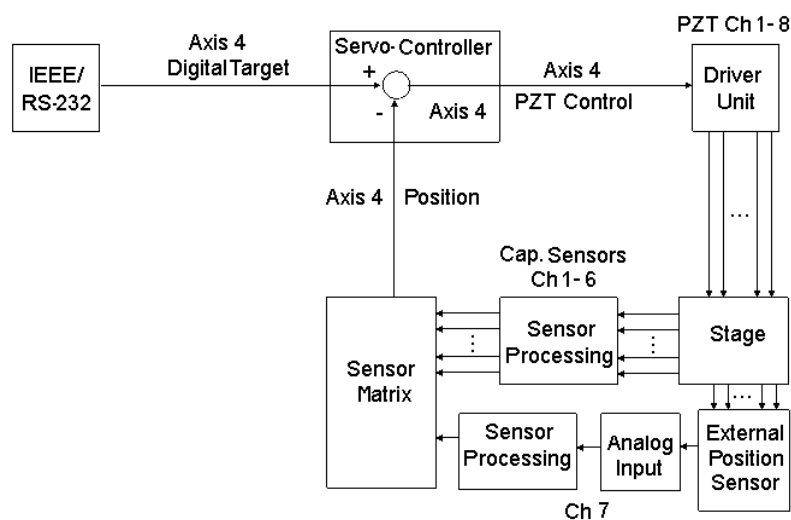 PZT Ch 1- 8
Axis 4
Digital Target
Servo-Controller
IEEE/
RS-232
+
-
Axis 4
Axis 4
PZT Control
Driver
Unit
...
Axis 4 Position
Cap. Sensors
Ch 1- 6
Sensor
Matrix
...
Sensor
Processing
...
Stage
...
Sensor
Processing
Analog
Input
External
Position
Sensor
Ch 7